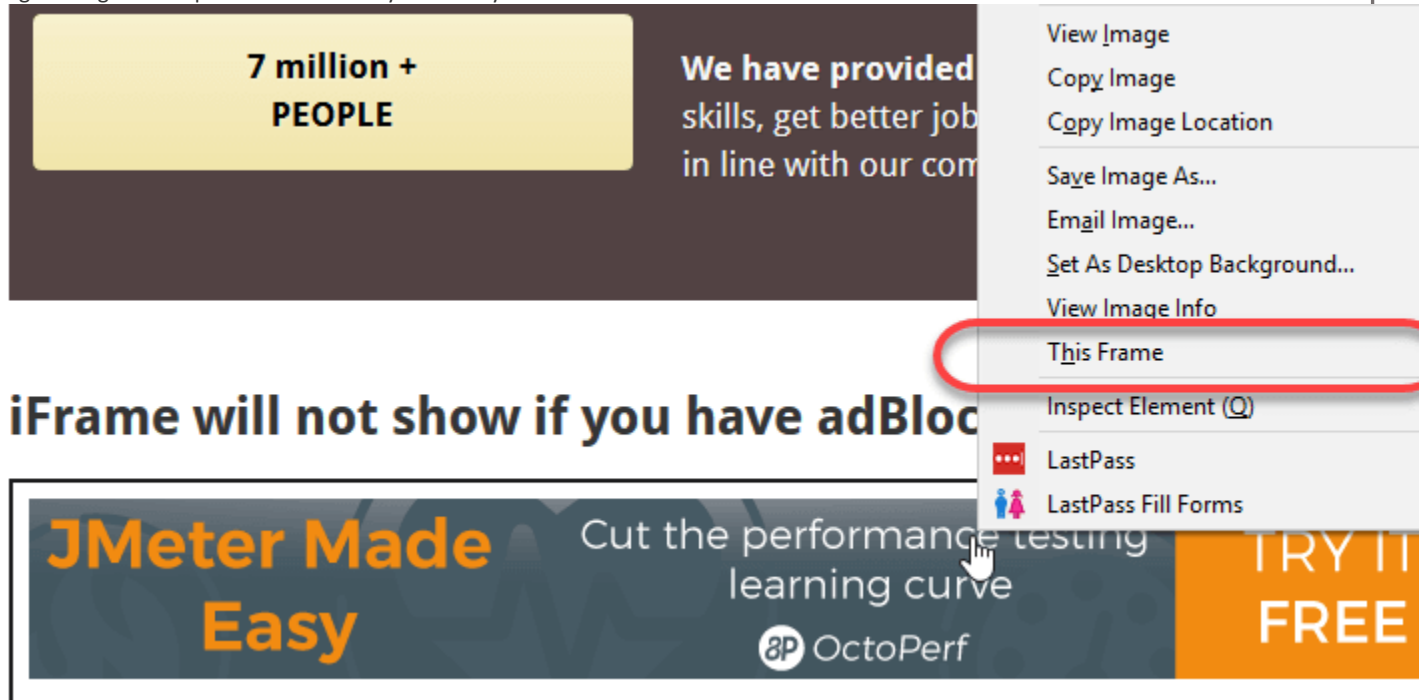 7 million +
PEOPLE
We have provided
skills, get better job
in line with our com
View Image
Copy Image
Copy Image Location
Save Image As...
Email Image...
Set As Desktop Background...
View Image Info
This Frame
Inspect Element (Q)
LastPass
LastPass Fill Forms
iFrame will not show if you have adBloc
JMeter Made
Easy
Cut the performance testing
learning curve
OctoPerf
TRY IT
FREE